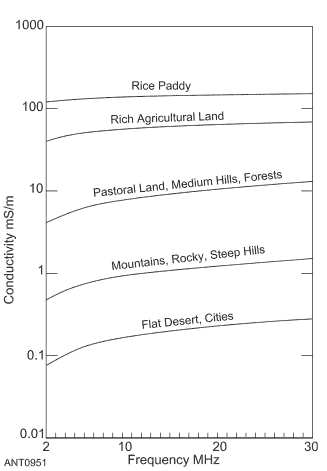 1000
Rice Paddy
100
Rich Agricultural Land
Pastoral Land, Medium Hills, Forests
10
Conductivity mS/m
Mountains, Rocky, Steep Hills
1
Flat Desert, Cities
0.1
0.01
2 10 20 30
ANT0951 Frequency MHz